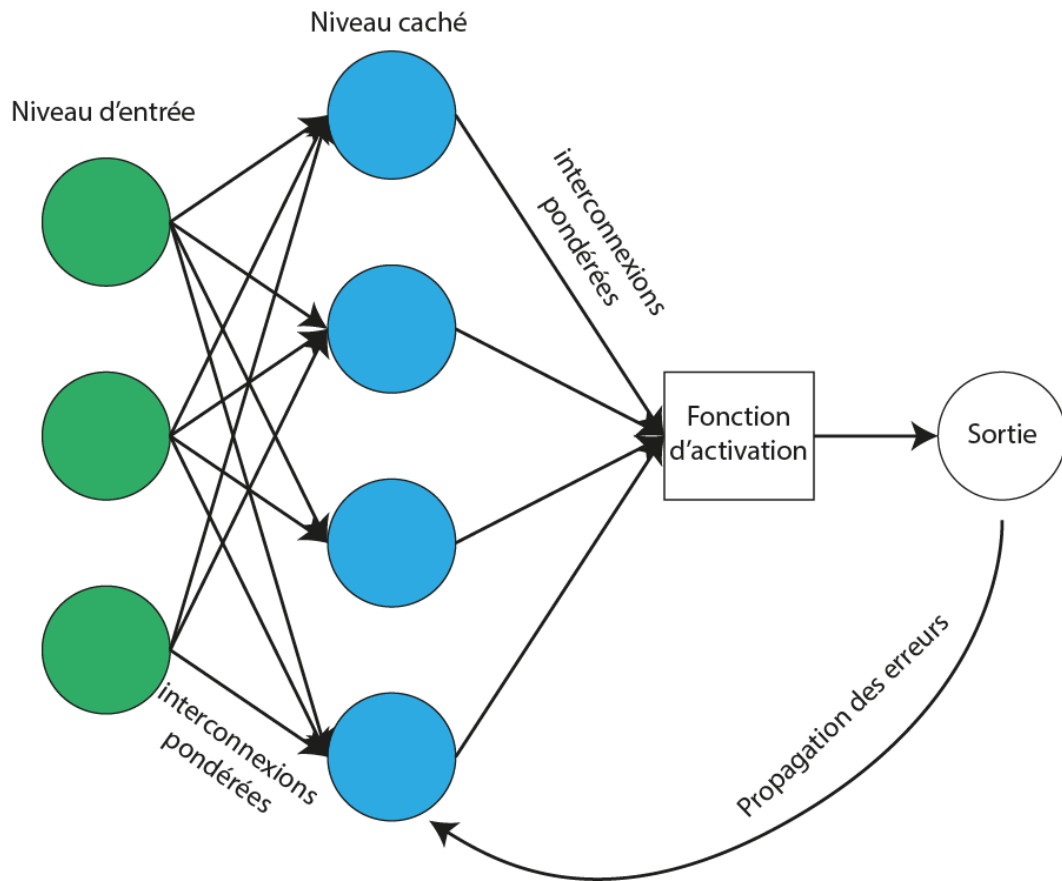 Niveau caché
Niveau d'entrée
interconnexions
pondérées
Fonction
d'activation
Sortie
interconnexions
pondérées
Propagation des erreurs